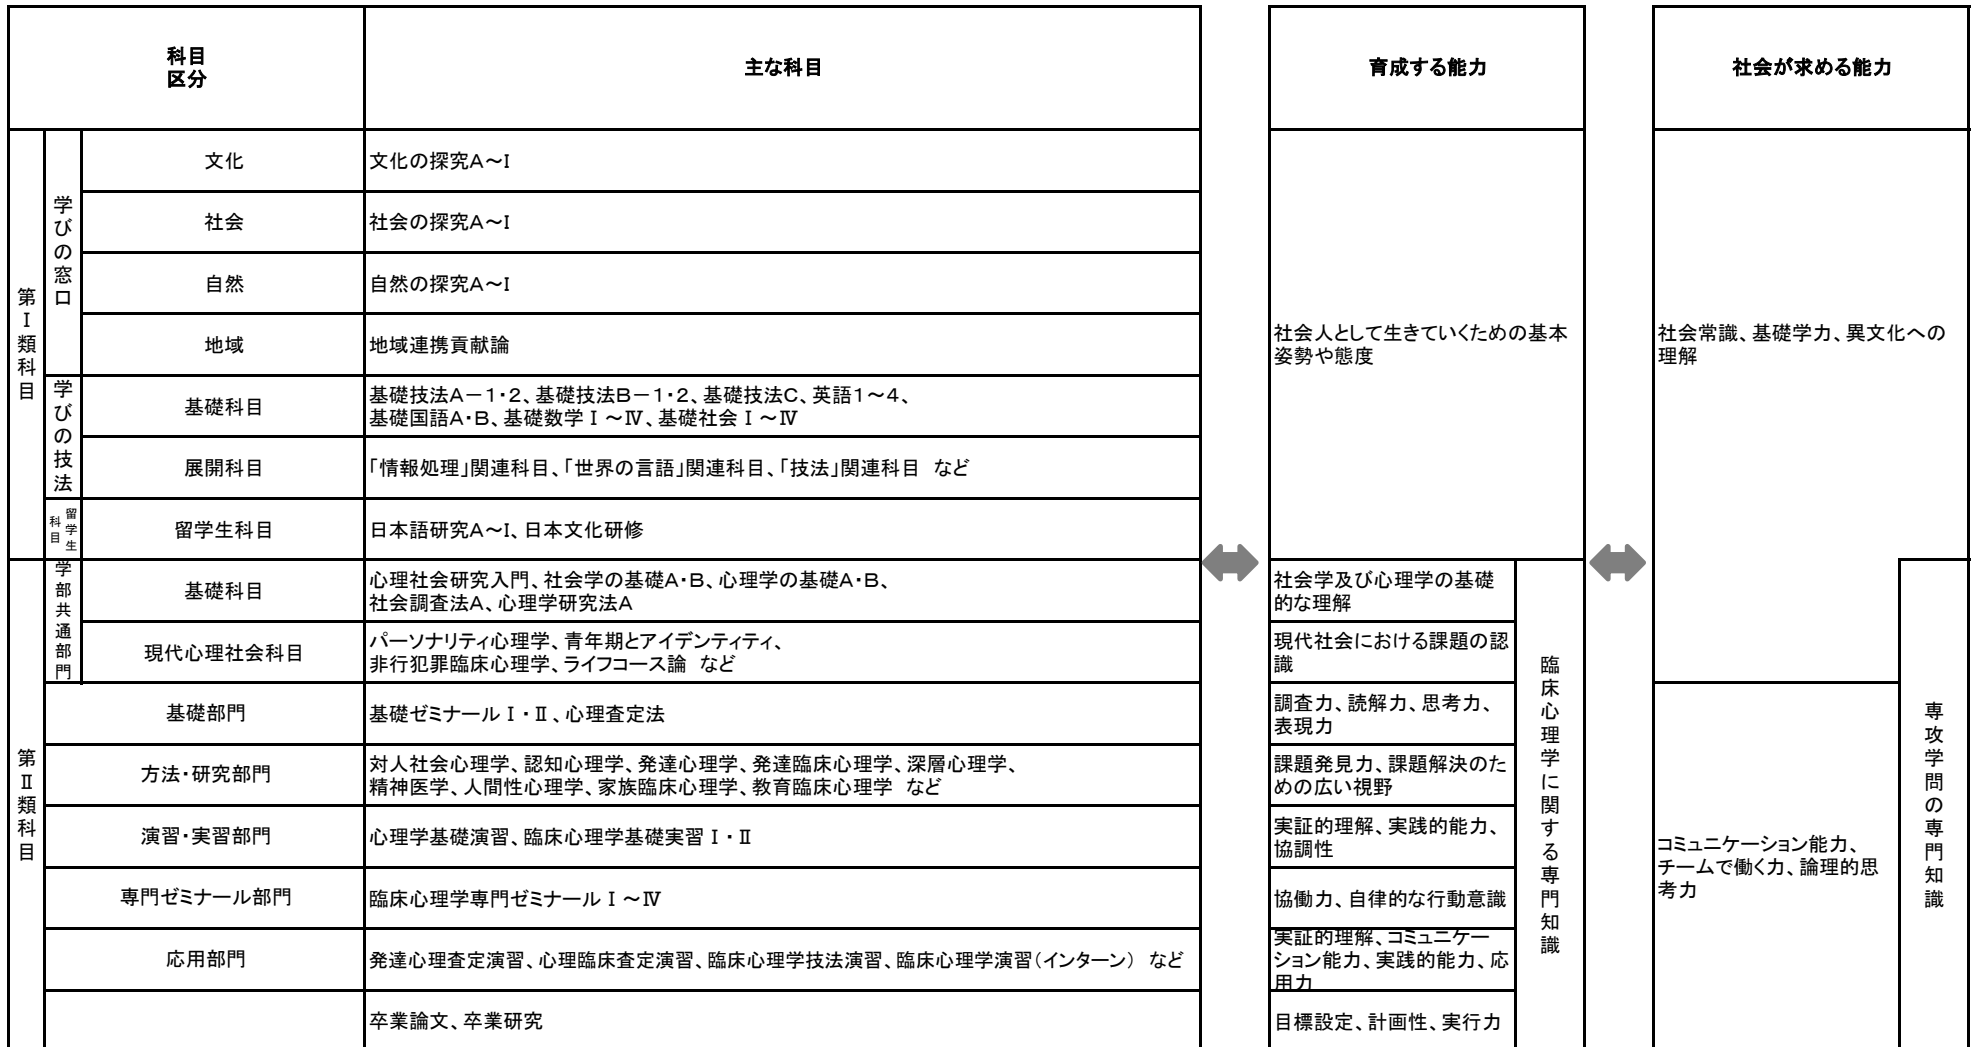 科目
区分
主な科目
育成する能力
社会が求める能力
第Ⅰ類科目
学びの窓口
文化
文化の探究A～I
社会
社会の探究A～I
自然
自然の探究A～I
地域
地域連携貢献論
学びの技法
基礎科目
基礎技法A－１・２、基礎技法B－１・２、基礎技法C、英語１～４、
基礎国語A・B、基礎数学Ⅰ～Ⅳ、基礎社会Ⅰ～Ⅳ
展開科目
「情報処理」関連科目、「世界の言語」関連科目、「技法」関連科目 など
留学生
科目
留学生科目
日本語研究A～I、日本文化研修
社会人として生きていくための基本
姿勢や態度
社会常識、基礎学力、異文化への
理解
第Ⅱ類科目
学部共通部門
基礎科目
心理社会研究入門、社会学の基礎A・B、心理学の基礎A・B、
社会調査法A、心理学研究法A
社会学及び心理学の基礎
的な理解
現代心理社会科目
パーソナリティ心理学、青年期とアイデンティティ、
非行犯罪臨床心理学、ライフコース論 など
現代社会における課題の認
識
基礎部門
基礎ゼミナールⅠ・Ⅱ、心理査定法
調査力、読解力、思考力、
表現力
方法・研究部門
対人社会心理学、認知心理学、発達心理学、発達臨床心理学、深層心理学、
精神医学、人間性心理学、家族臨床心理学、教育臨床心理学 など
課題発見力、課題解決のた
めの広い視野
演習・実習部門
心理学基礎演習、臨床心理学基礎実習Ⅰ・Ⅱ
実証的理解、実践的能力、
協調性
専門ゼミナール部門
臨床心理学専門ゼミナールⅠ～Ⅳ
協働力、自律的な行動意識
応用部門
発達心理査定演習、心理臨床査定演習、臨床心理学技法演習、臨床心理学演習（インターン） など
実証的理解、コミュニケー
ション能力、実践的能力、応
用力
卒業論文、卒業研究
目標設定、計画性、実行力
臨床心理学に関する専門知識
コミュニケーション能力、
チームで働く力、論理的思
考力
専攻学問の専門知識